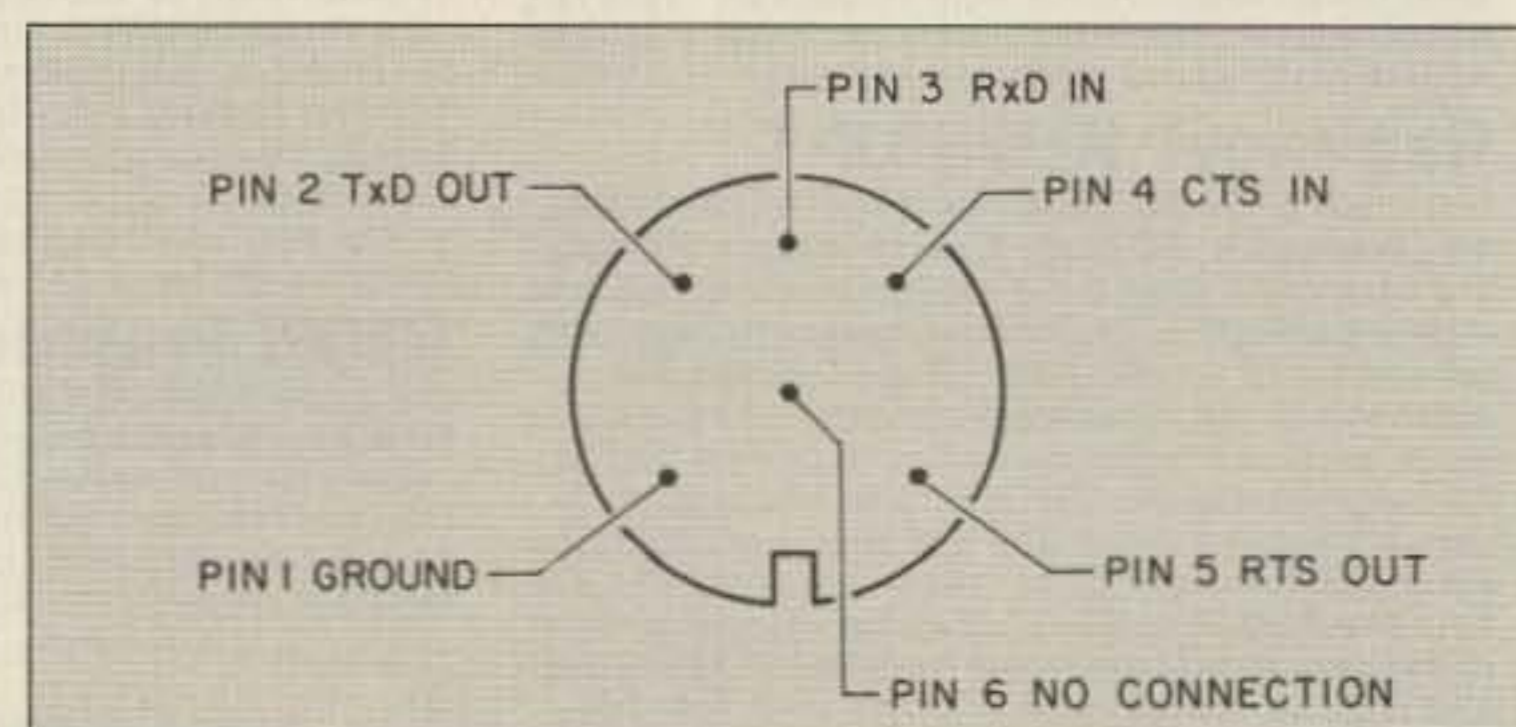 PIN 3 RxD IN
PIN 2 TxD OUT
PIN 4 CTS IN
PIN 1 GROUND
PIN 5 RTS OUT
PIN 6 NO CONNECTION